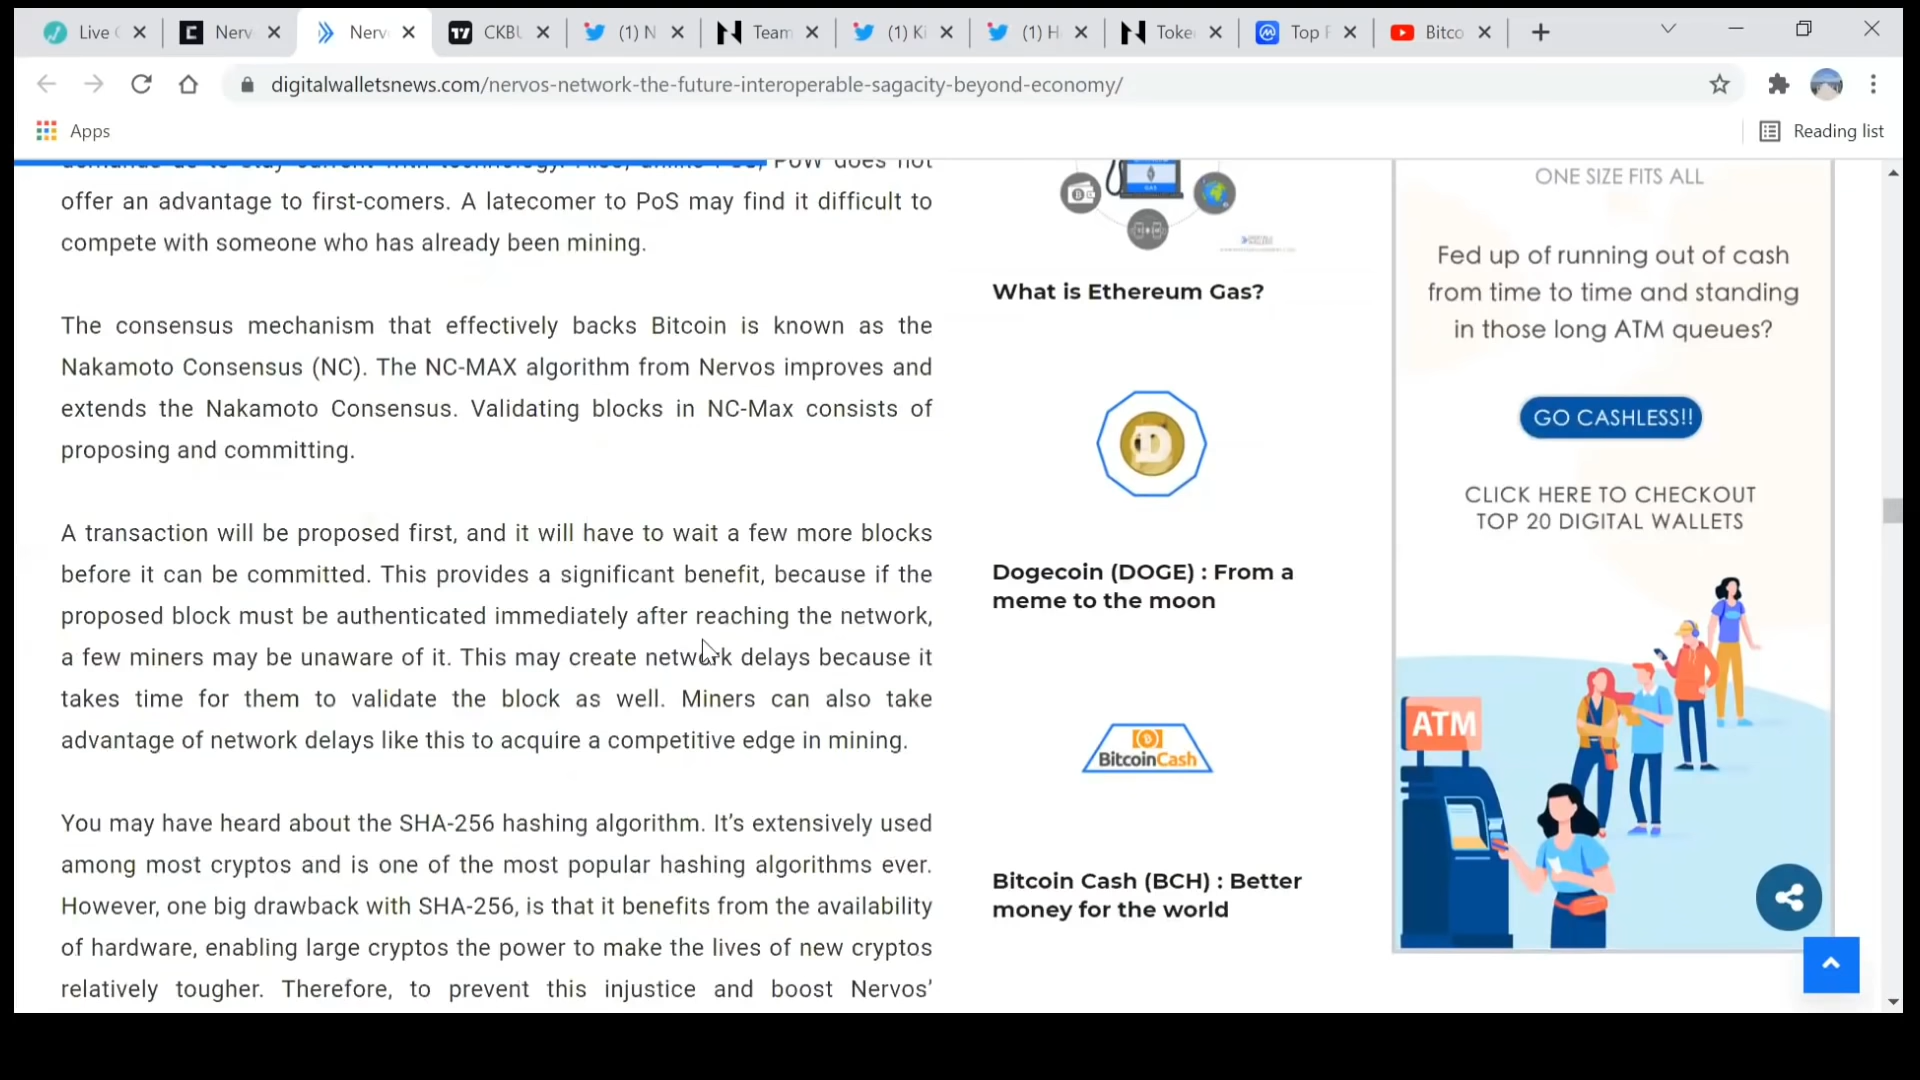 Live
Nerv
Nerv
CKBU
(1) N
Team
(1) Ki
(1) H
Toke
Top
Bitco
digitalwalletsnews.com/nervos-network-the-future-interoperable-sagacity-beyond-economy/
Apps
Reading list
PoW does not
offer an advantage to first-comers. A latecomer to PoS may find it difficult to
compete with someone who has already been mining.
The consensus mechanism that effectively backs Bitcoin is known as the
Nakamoto Consensus (NC). The NC-MAX algorithm from Nervos improves and
extends the Nakamoto Consensus. Validating blocks in NC-Max consists of
proposing and committing.
A transaction will be proposed first, and it will have to wait a few more blocks
before it can be committed. This provides a significant benefit, because if the
proposed block must be authenticated immediately after reaching the network,
a few miners may be unaware of it. This may create network delays because it
takes time for them to validate the block as well. Miners can also take
advantage of network delays like this to acquire a competitive edge in mining.
You may have heard about the SHA-256 hashing algorithm. It's extensively used
among most cryptos and is one of the most popular hashing algorithms ever.
However, one big drawback with SHA-256, is that it benefits from the availability
of hardware, enabling large cryptos the power to make the lives of new cryptos
relatively tougher. Therefore, to prevent this injustice and boost Nervos'
GAS
What is Ethereum Gas?
Dogecoin (DOGE) : From a
meme to the moon
BitcoinCash
Bitcoin Cash (BCH) : Better
money for the world
ONE SIZE FITS ALL
Fed up of running out of cash
from time to time and standing
in those long ATM queues?
GO CASHLESS!!
CLICK HERE TO CHECKOUT
TOP 20 DIGITAL WALLETS
ATM